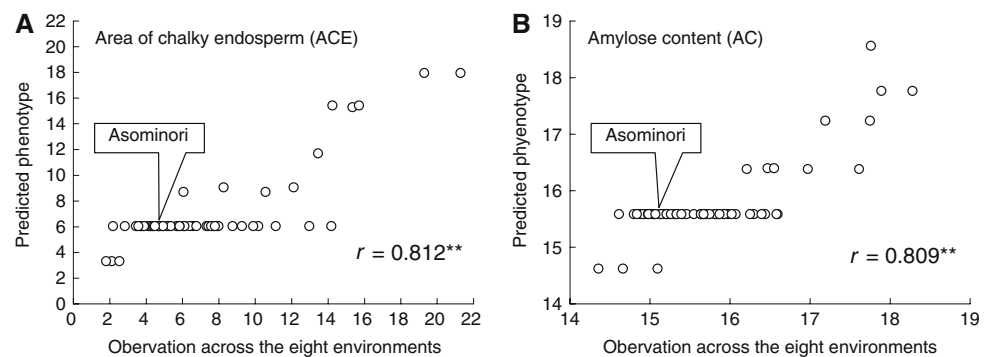 A
Area of chalky endosperm (ACE)
Predicted phenotype
22
20
18
16
14
12
10
8
6
4
2
0
Asominori
r = 0.812**
0 2 4 6 8 10 12 14 16 18 20 22
Obervation across the eight environments
B
Amylose content (AC)
Predicted phyenotype
19
18
17
16
15
14
Asominori
r = 0.809**
14 15 16 17 18 19
Obervation across the eight environments